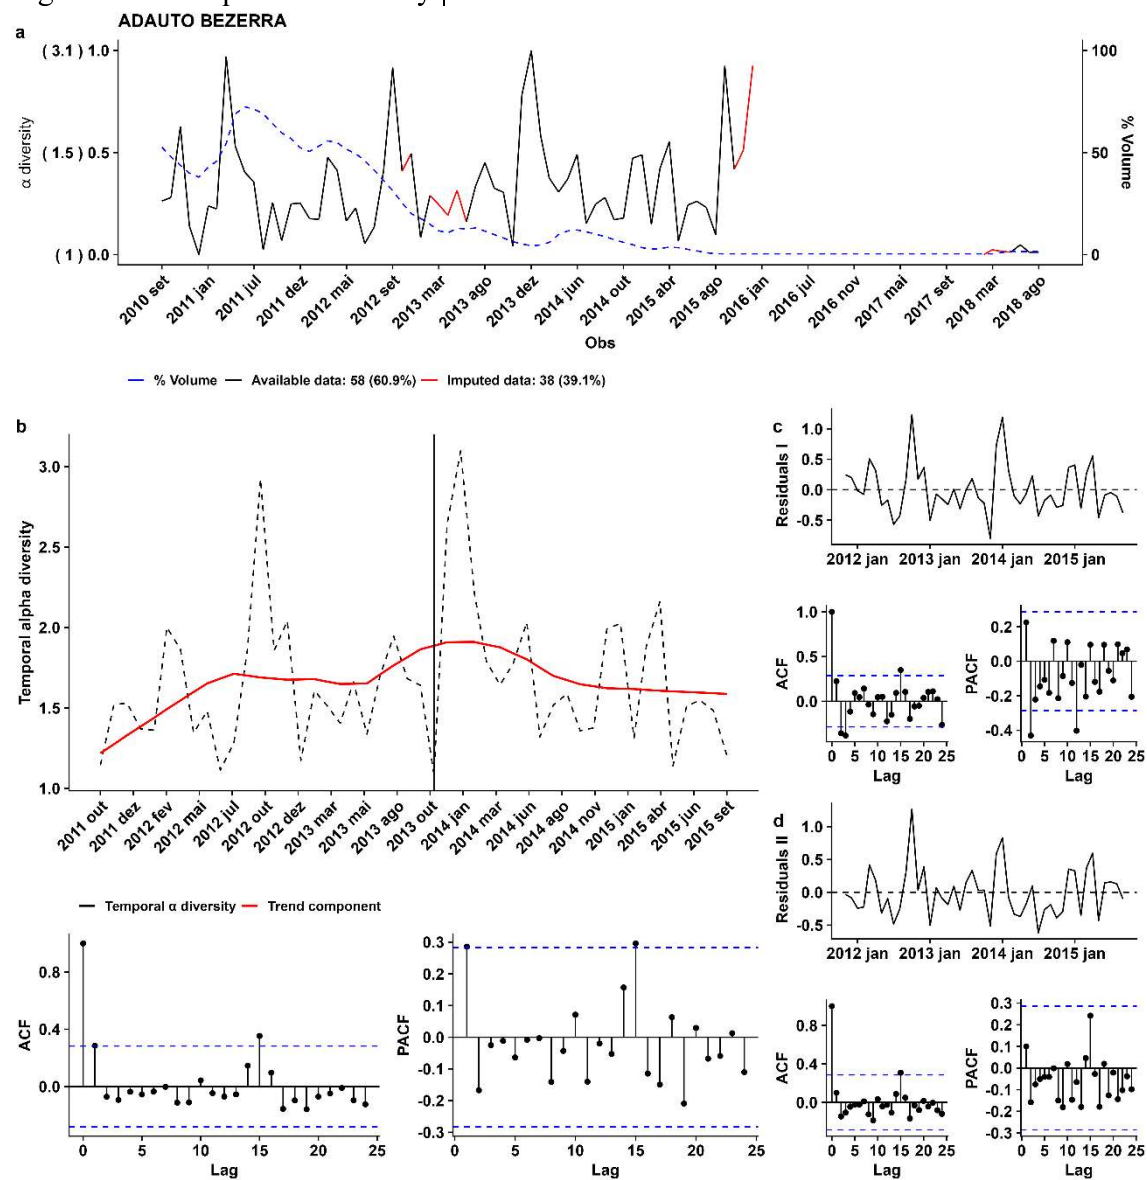 ADAUTO BEZERRA
a
( 3.1 ) 1.0
( 1.5 ) 0.5
( 1 ) 0.0
α diversity
100
50
0
% Volume
2010 set 2011 jan 2011 jul 2011 dez 2012 mai 2012 set 2013 mar 2013 ago 2013 dez 2014 jun 2014 out 2015 abr 2015 ago 2016 jan 2016 jul 2016 nov 2017 mai 2017 set 2018 mar 2018 ago
Obs
% Volume Available data: 58 (60.9%) Imputed data: 38 (39.1%)
b
3.0
2.5
2.0
1.5
1.0
Temporal alpha diversity
2011 out 2011 dez 2012 fev 2012 mai 2012 jul 2012 out 2012 dez 2013 mar 2013 mai 2013 ago 2013 out 2014 jan 2014 mar 2014 jun 2014 ago 2014 nov 2015 jan 2015 abr 2015 jun 2015 set
Temporal α diversity Trend component
ACF
0.8
0.4
0.0
0 5 10 15 20 25
Lag
PACF
0.3
0.2
0.1
0.0
-0.1
-0.2
-0.3
0 5 10 15 20 25
Lag
c
Residuals I
1.0
0.5
0.0
-0.5
2012 jan 2013 jan 2014 jan 2015 jan
ACF
1.0
0.5
0.0
0 5 10 15 20 25
Lag
PACF
0.2
0.0
-0.2
-0.4
0 5 10 15 20 25
Lag
d
Residuals II
1.0
0.5
0.0
-0.5
2012 jan 2013 jan 2014 jan 2015 jan
ACF
0.8
0.4
0.0
0 5 10 15 20 25
Lag
PACF
0.3
0.2
0.1
0.0
-0.1
-0.2
-0.3
0 5 10 15 20 25
Lag